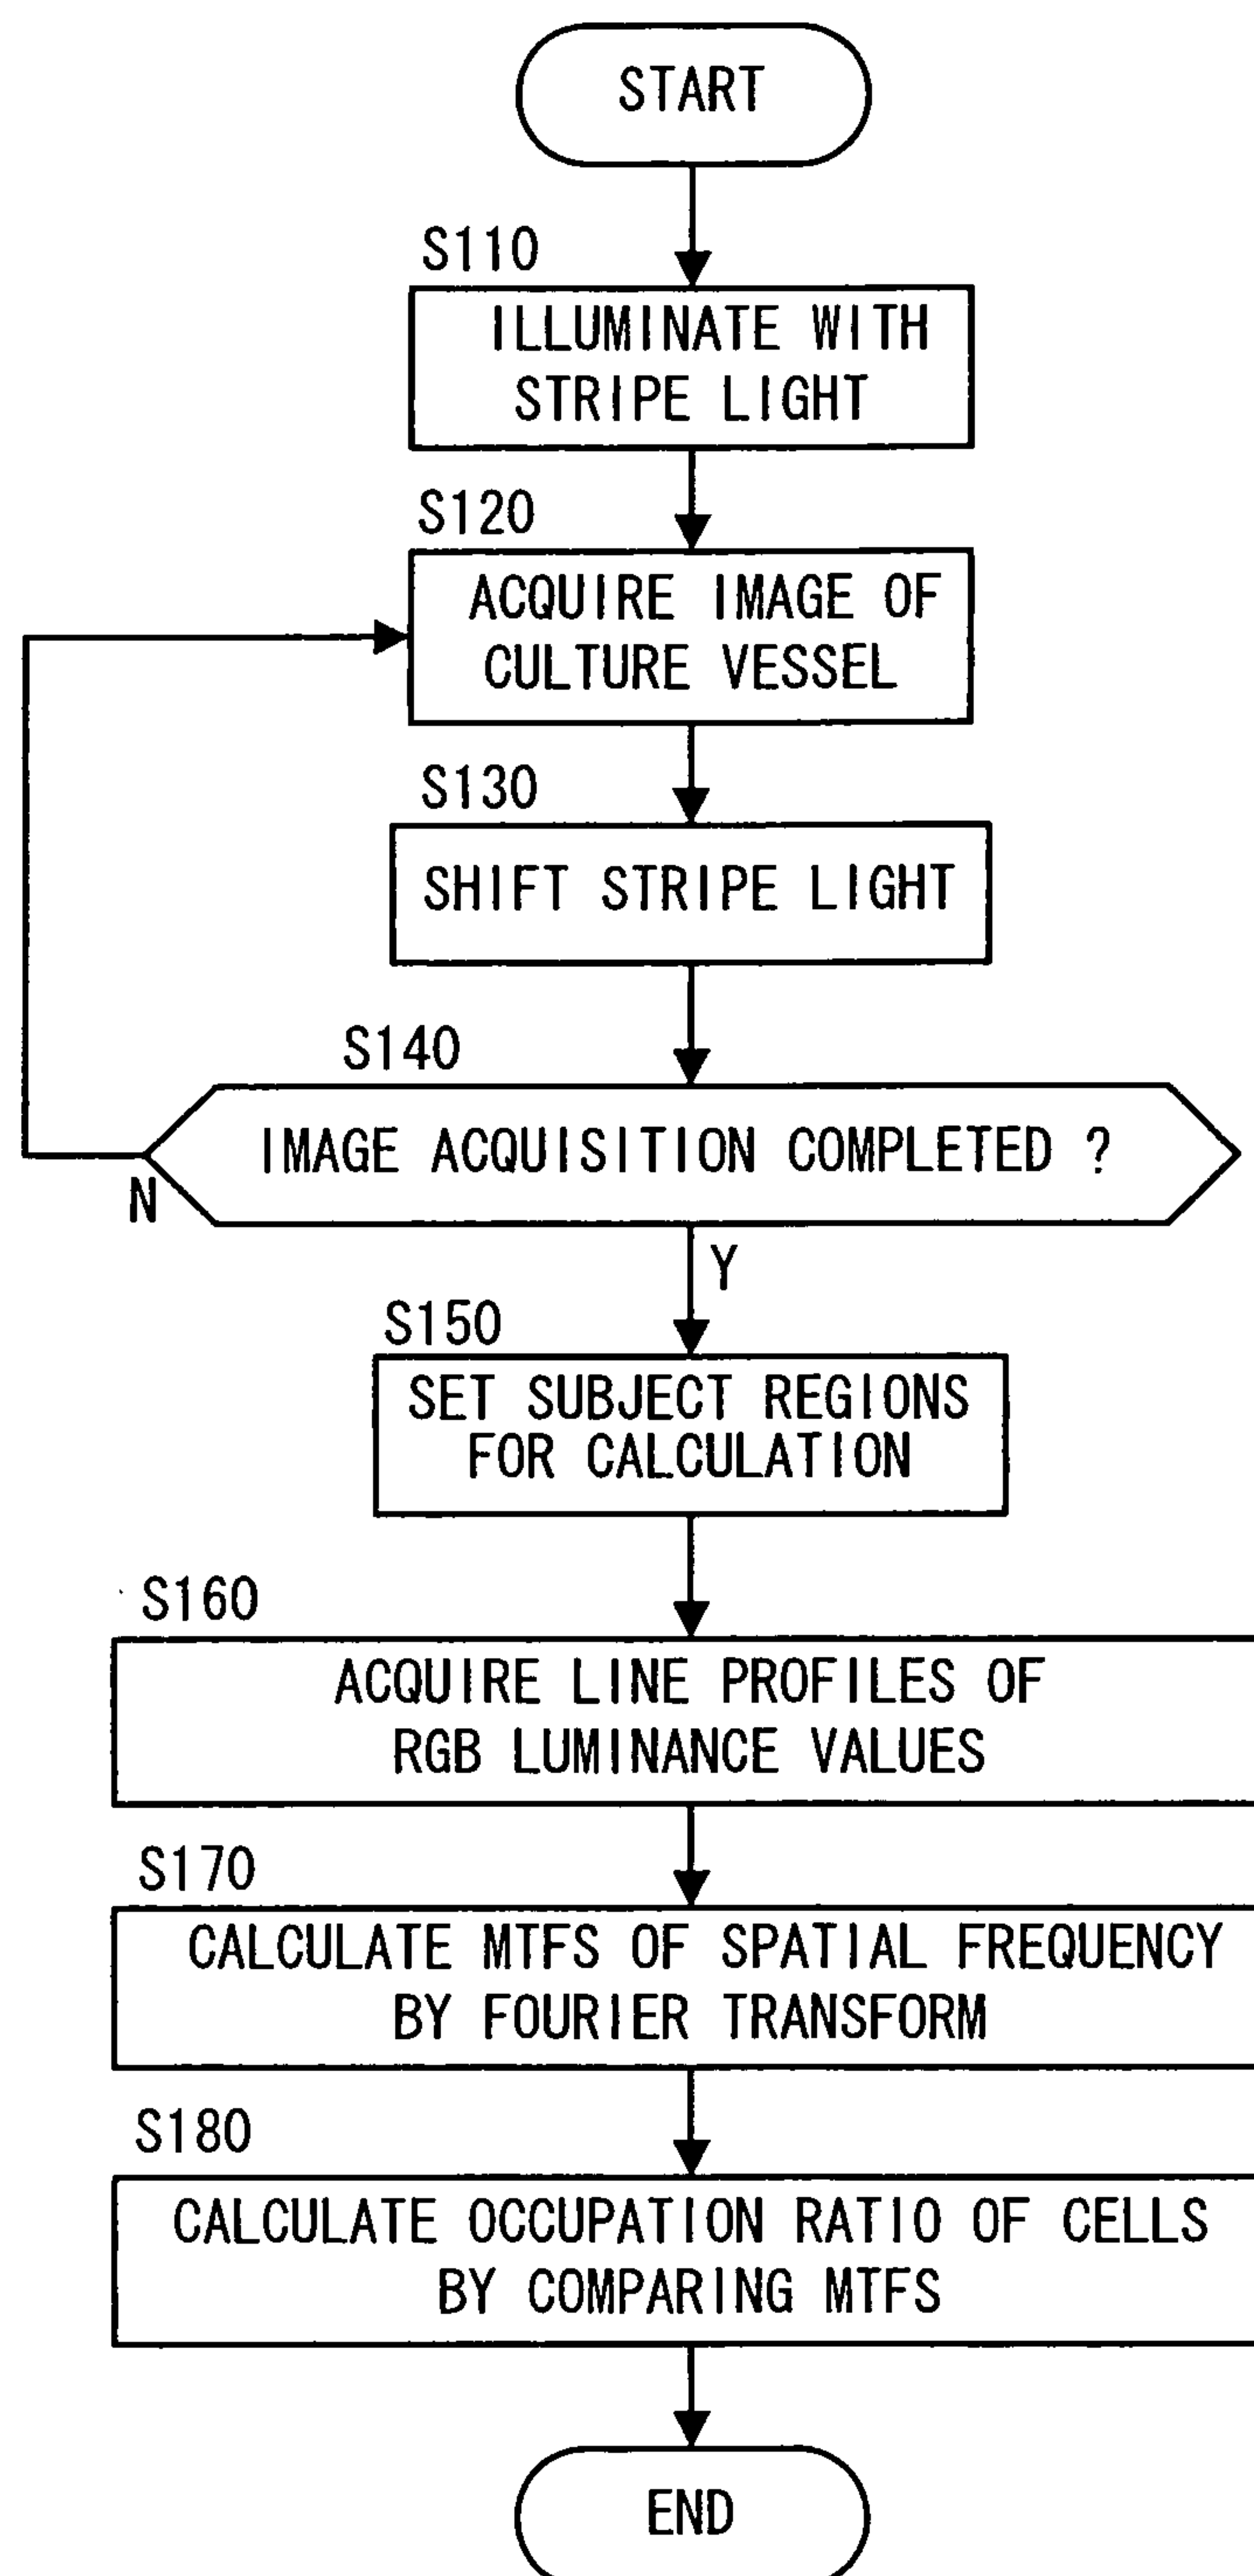 START
S110
ILLUMINATE WITH
STRIPE LIGHT
S120
ACQUIRE IMAGE OF
CULTURE VESSEL
S130
SHIFT STRIPE LIGHT
S140
IMAGE ACQUISITION COMPLETED ?
N
Y
S150
SET SUBJECT REGIONS
FOR CALCULATION
S160
ACQUIRE LINE PROFILES OF
RGB LUMINANCE VALUES
S170
CALCULATE MTFS OF SPATIAL FREQUENCY
BY FOURIER TRANSFORM
S180
CALCULATE OCCUPATION RATIO OF CELLS
BY COMPARING MTFS
END